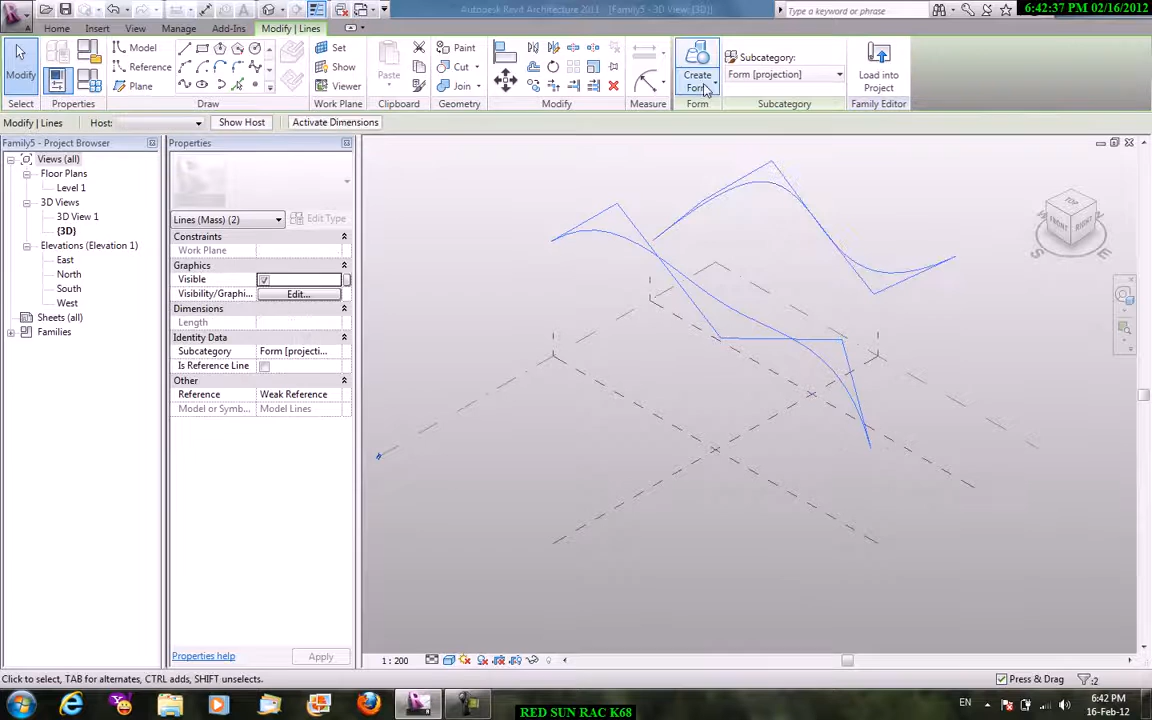 Autodesk Revit Architecture 2011 - Family5 - 3D View: {3D}
Type a keyword or phrase
6:42:37 PM 02/16/2012
Home Insert View Manage Add-Ins Modify | Lines
Modify
Model
Reference
Plane
Set
Show
Viewer
Paste
Paint
Cut
Join
Create
Form
Subcategory:
Form [projection]
Load into
Project
Select Properties Draw Work Plane Clipboard Geometry Modify Measure Form Subcategory Family Editor
Modify | Lines Host: Show Host Activate Dimensions
Family5 - Project Browser
Views (all)
Floor Plans
Level 1
3D Views
3D View 1
{3D}
Elevations (Elevation 1)
East
North
South
West
Sheets (all)
Families
Properties
Lines (Mass) (2) Edit Type
Constraints
Work Plane
Graphics
Visible
Visibility/Graphi... Edit...
Dimensions
Length
Identity Data
Subcategory Form [projecti...
Is Reference Line
Other
Reference Weak Reference
Model or Symb... Model Lines
Properties help Apply
TOP
FRONT
RIGHT
S
E
1 : 200
Click to select, TAB for alternates, CTRL adds, SHIFT unselects.
Press & Drag
:2
EN
6:42 PM
16-Feb-12
RED SUN RAC K68